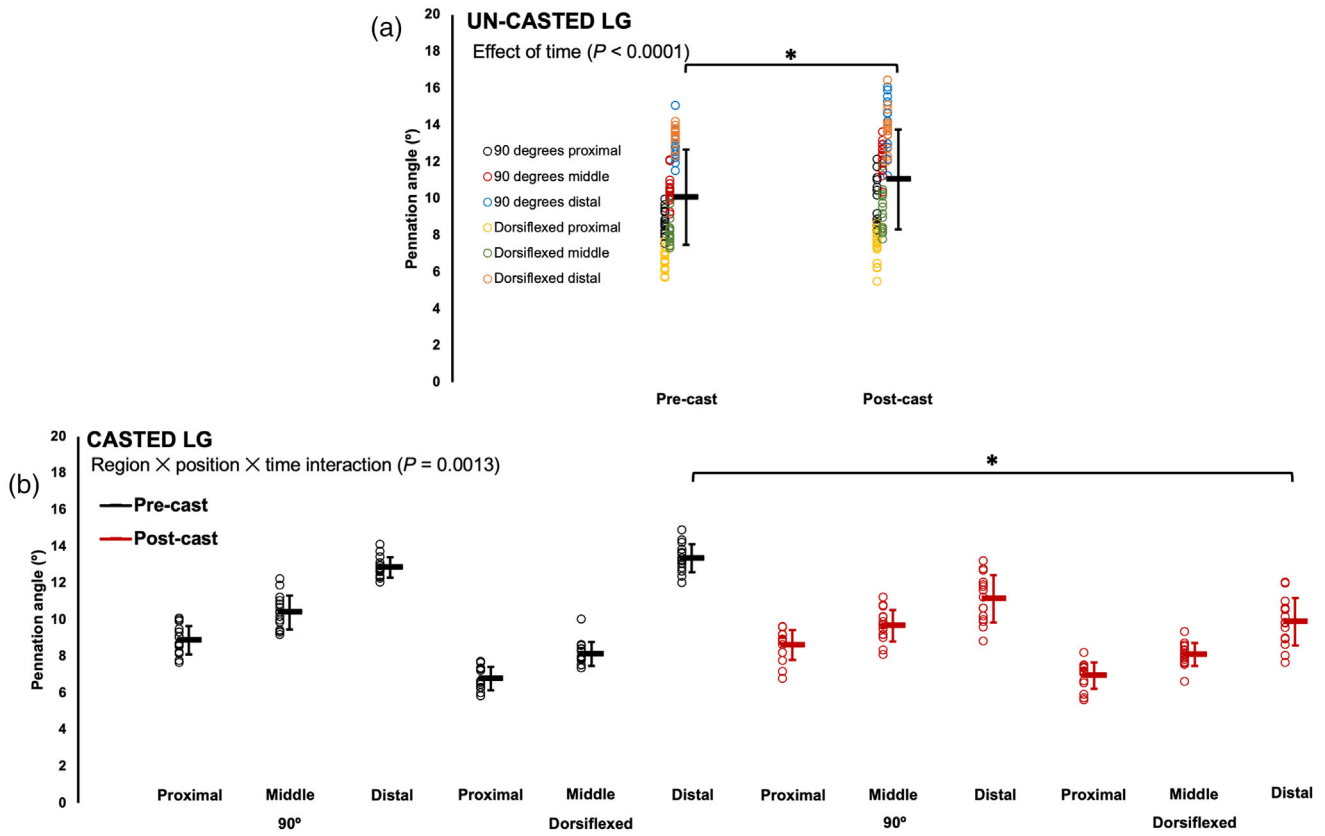 (a)
UN-CASTED LG
Effect of time (P < 0.0001)
*
20
18
16
14
12
10
8
6
4
2
0
Pennation angle (º)
90 degrees proximal
90 degrees middle
90 degrees distal
Dorsiflexed proximal
Dorsiflexed middle
Dorsiflexed distal
Pre-cast Post-cast
(b)
CASTED LG
Region × position × time interaction (P = 0.0013)
*
Pre-cast
Post-cast
20
18
16
14
12
10
8
6
4
2
0
Pennation angle (º)
Proximal Middle Distal Proximal Middle Distal Proximal Middle Distal Proximal Middle Distal
90º Dorsiflexed 90º Dorsiflexed